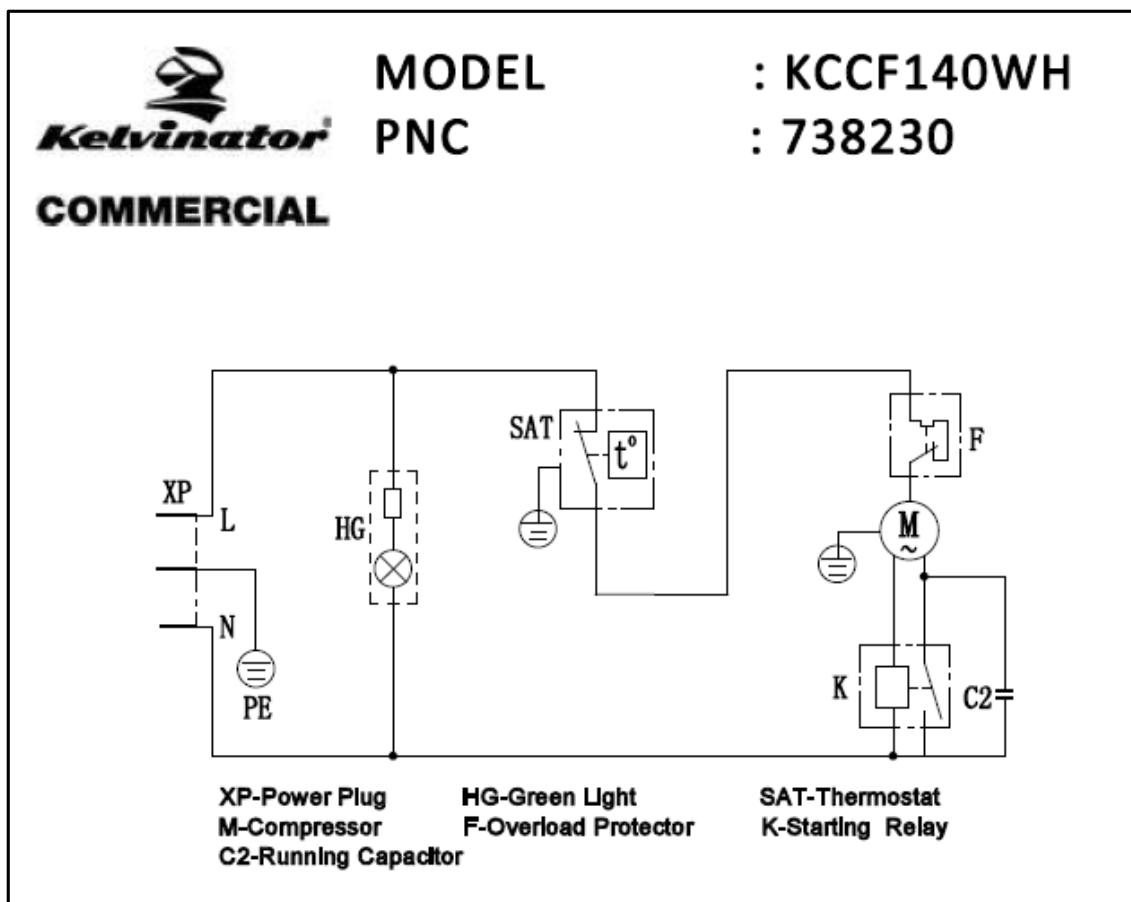 Kelvinator®
COMMERCIAL
MODEL : KCCF140WH
PNC : 738230
XP
L
N
PE
HG
SAT
t°
F
M
~
K
C2
XP-Power Plug HG-Green Light SAT-Thermostat
M-Compressor F-Overload Protector K-Starting Relay
C2-Running Capacitor